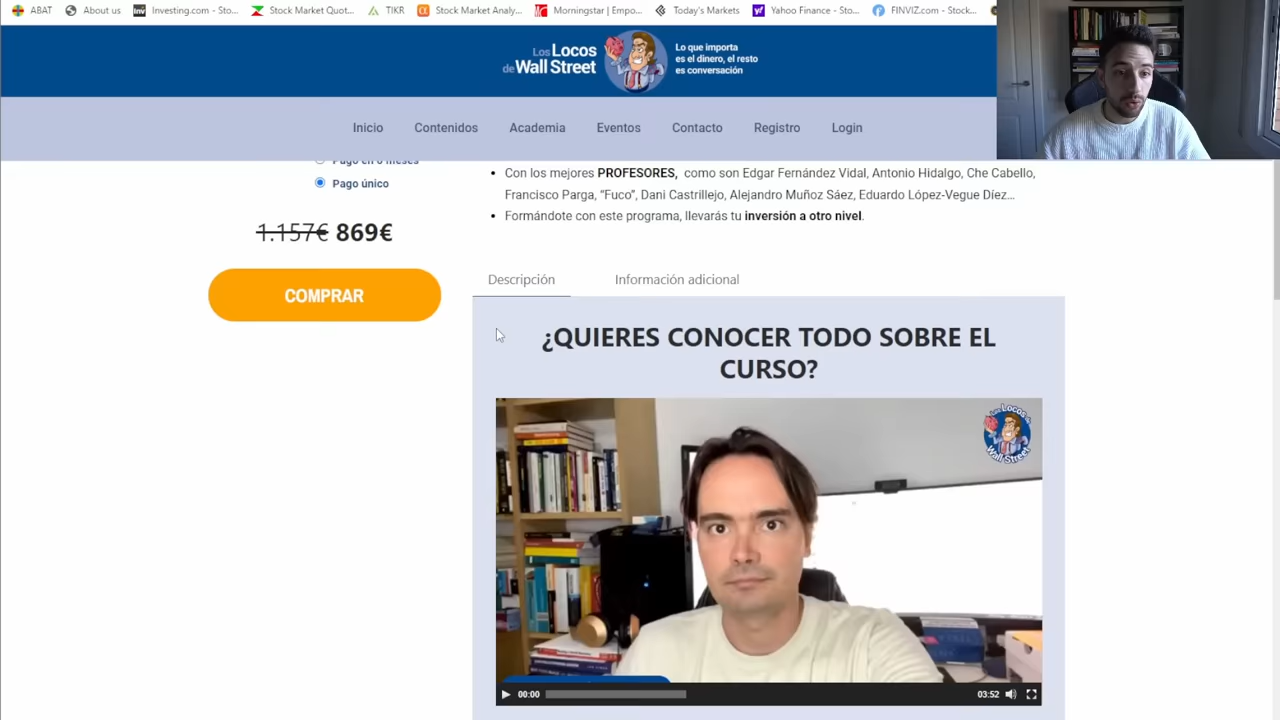 ABAT
About us
Investing.com - Sto...
Stock Market Quot...
TIKR
Stock Market Analy...
Morningstar | Empo...
Today's Markets
Yahoo Finance - Sto...
FINVIZ.com - Stock...
Los Locos
de Wall Street
Lo que importa
es el dinero, el resto
es conversación
Inicio
Contenidos
Academia
Eventos
Contacto
Registro
Login
Pago en 6 meses
Pago único
1.157€ 869€
COMPRAR
• Con los mejores PROFESORES, como son Edgar Fernández Vidal, Antonio Hidalgo, Che Cabello,
Francisco Parga, “Fuco”, Dani Castrillejo, Alejandro Muñoz Sáez, Eduardo López-Vegue Díez...
• Formándote con este programa, llevarás tu inversión a otro nivel.
Descripción
Información adicional
¿QUIERES CONOCER TODO SOBRE EL
CURSO?
Los Locos de
Wall Street
00:00
03:52